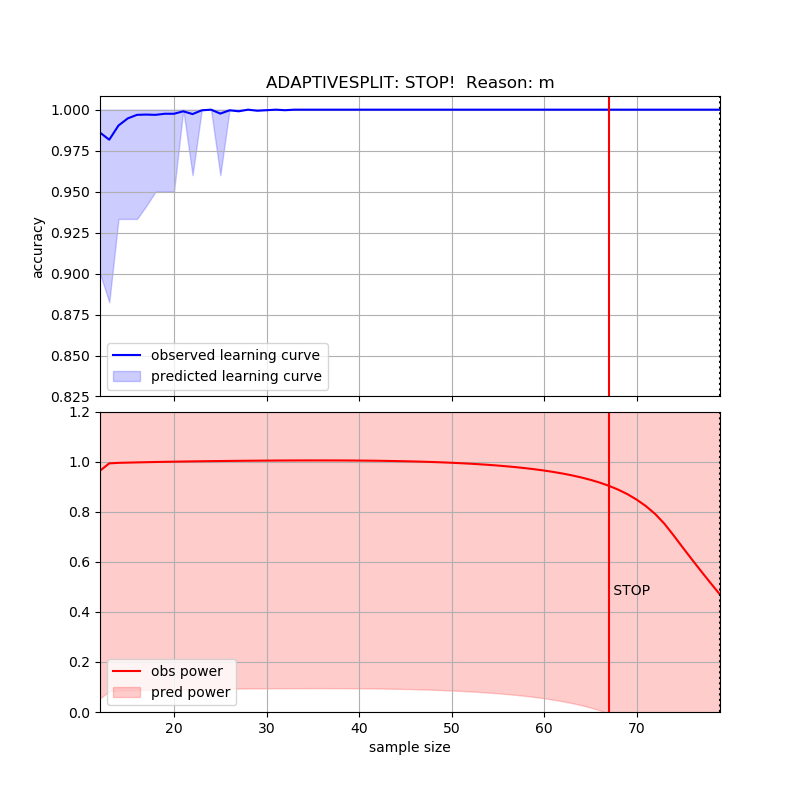 ADAPTIVESPLIT: STOP!  Reason: m
1.000
0.975
0.950
0.925
0.900
0.875
0.850
0.825
accuracy
observed learning curve
predicted learning curve
1.2
1.0
0.8
0.6
0.4
0.2
0.0
STOP
obs power
pred power
20 30 40 50 60 70
sample size